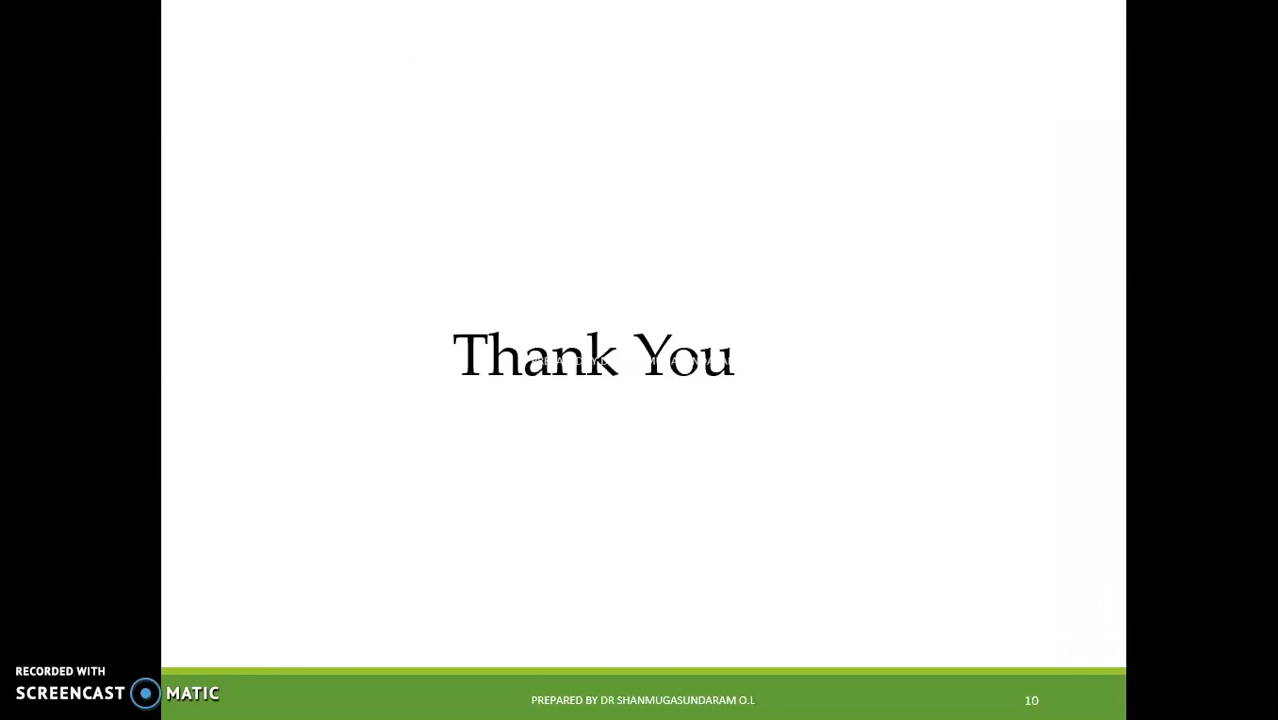 Thank You
RECORDED WITH
SCREENCAST MATIC
PREPARED BY DR SHANMUGASUNDARAM O.L
10